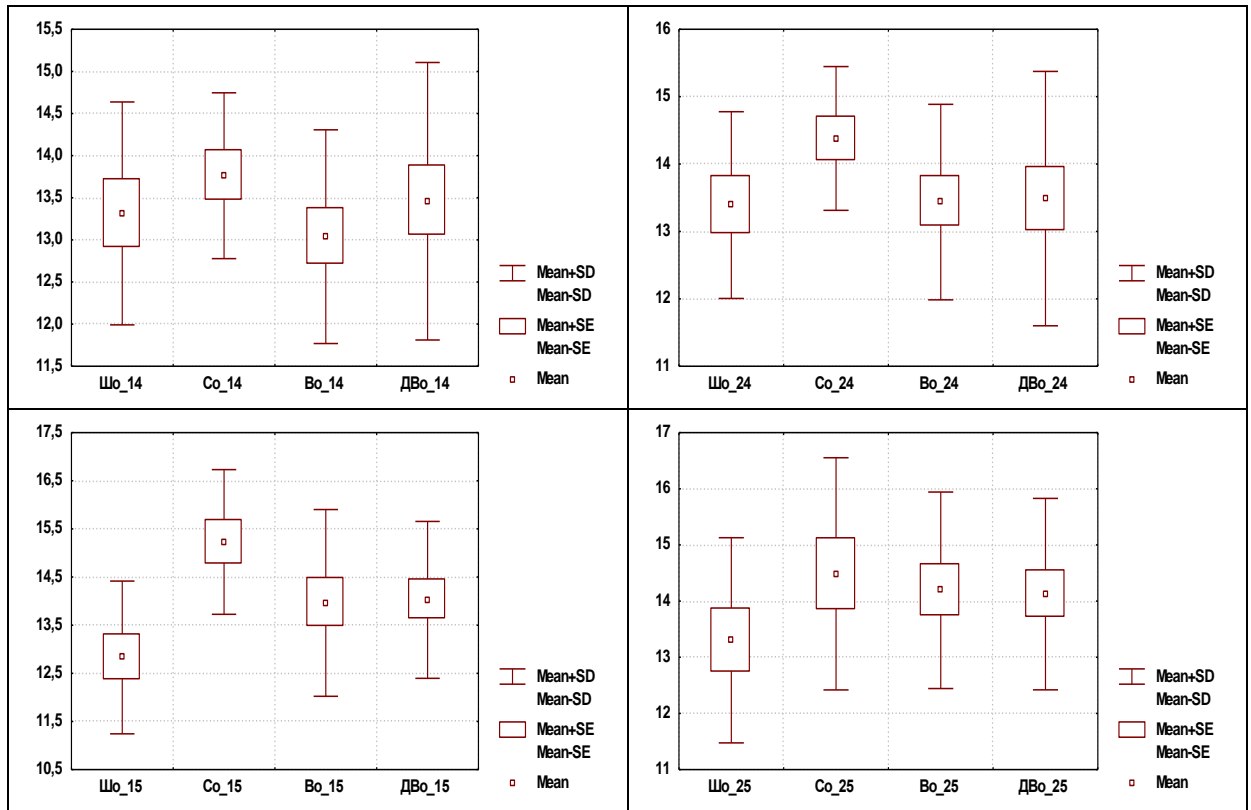 15,5
15,0
14,5
14,0
13,5
13,0
12,5
12,0
11,5
Шо_14 Со_14 Во_14 ДВо_14
Mean+SD
Mean-SD
Mean+SE
Mean-SE
Mean
16
15
14
13
12
11
Шо_24 Со_24 Во_24 ДВо_24
Mean+SD
Mean-SD
Mean+SE
Mean-SE
Mean
17,5
16,5
15,5
14,5
13,5
12,5
11,5
10,5
Шо_15 Со_15 Во_15 ДВо_15
Mean+SD
Mean-SD
Mean+SE
Mean-SE
Mean
17
16
15
14
13
12
11
Шо_25 Со_25 Во_25 ДВо_25
Mean+SD
Mean-SD
Mean+SE
Mean-SE
Mean